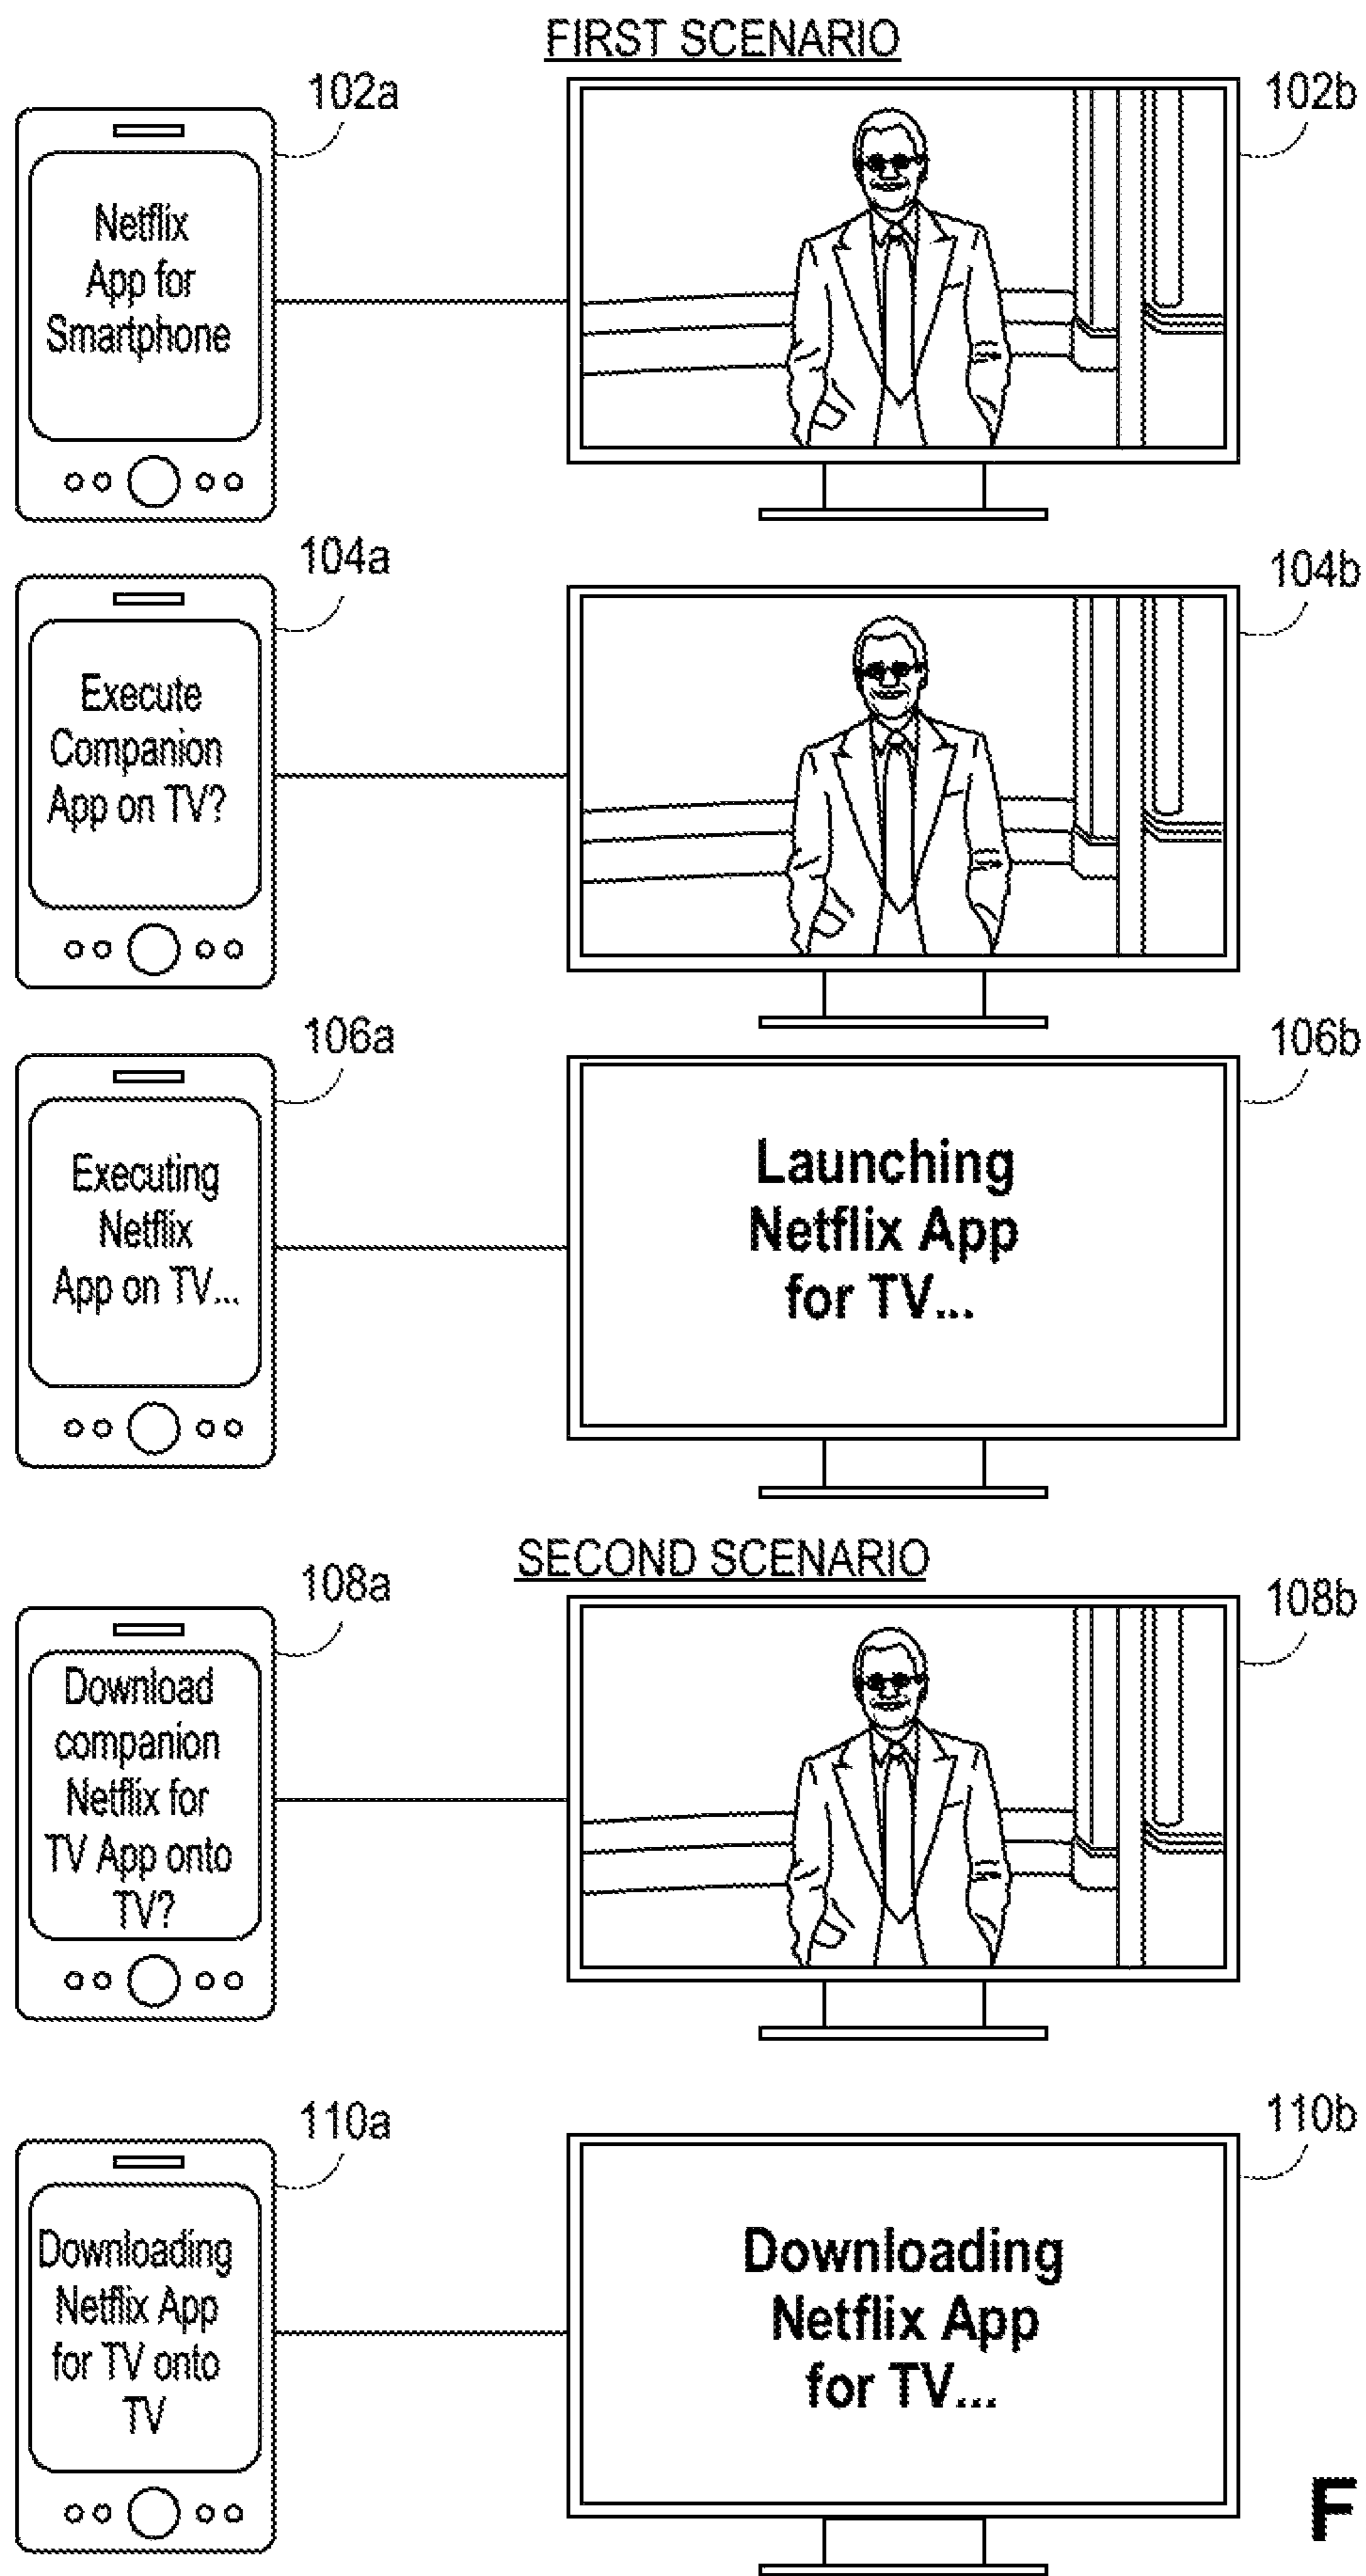 FIRST SCENARIO
102a
102b
Netflix
App for
Smartphone
104a
104b
Execute
Companion
App on TV?
106a
106b
Executing
Netflix
App on TV...
Launching
Netflix App
for TV...
SECOND SCENARIO
108a
108b
Download
companion
Netflix for
TV App onto
TV?
110a
110b
Downloading
Netflix App
for TV onto
TV
Downloading
Netflix App
for TV...
F